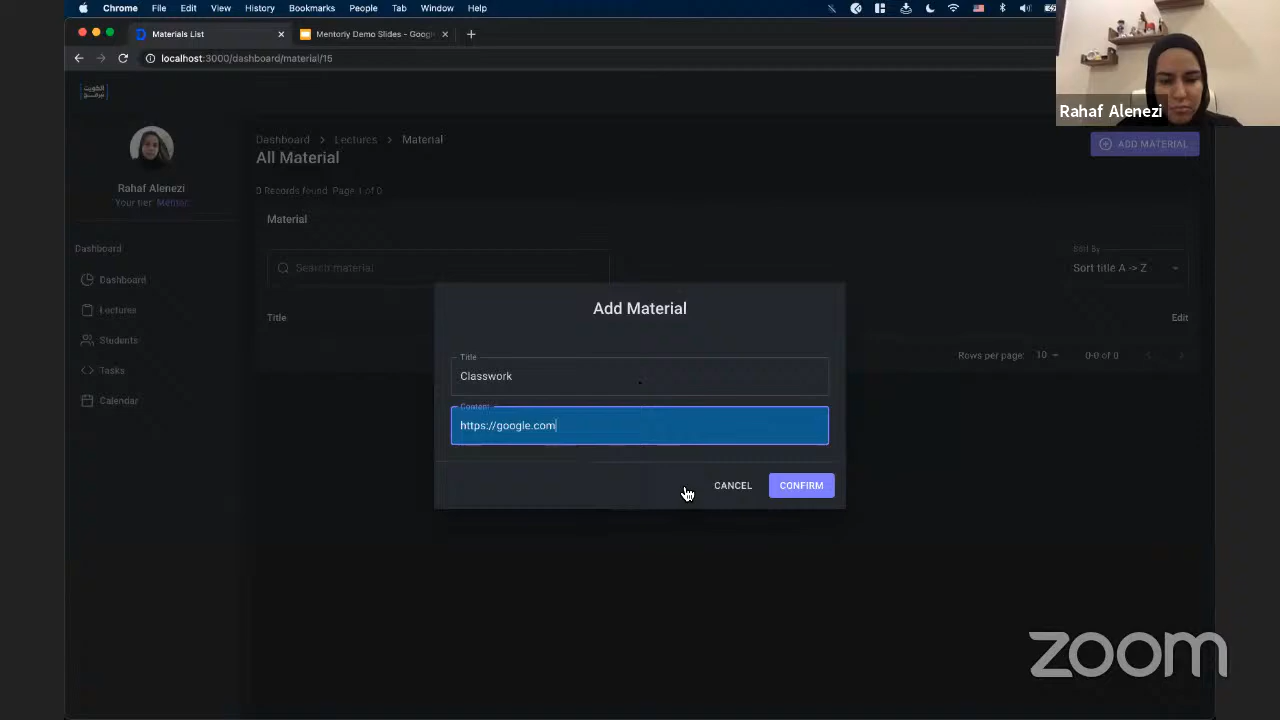 Chrome File Edit View History Bookmarks People Tab Window Help
Materials List
Mentorly Demo Slides - Google
localhost:3000/dashboard/material/15
الكويت
تبرمج
Rahaf Alenezi
Rahaf Alenezi
Your tier: Mentor
Dashboard
Dashboard
Lectures
Students
Tasks
Calendar
Dashboard > Lectures > Material
All Material
ADD MATERIAL
0 Records found. Page 1 of 0
Material
Search material
Sort By
Sort title A -> Z
Title
Edit
Rows per page: 10
0-0 of 0
Add Material
Title
Classwork
Content
https://google.com
CANCEL
CONFIRM
zoom